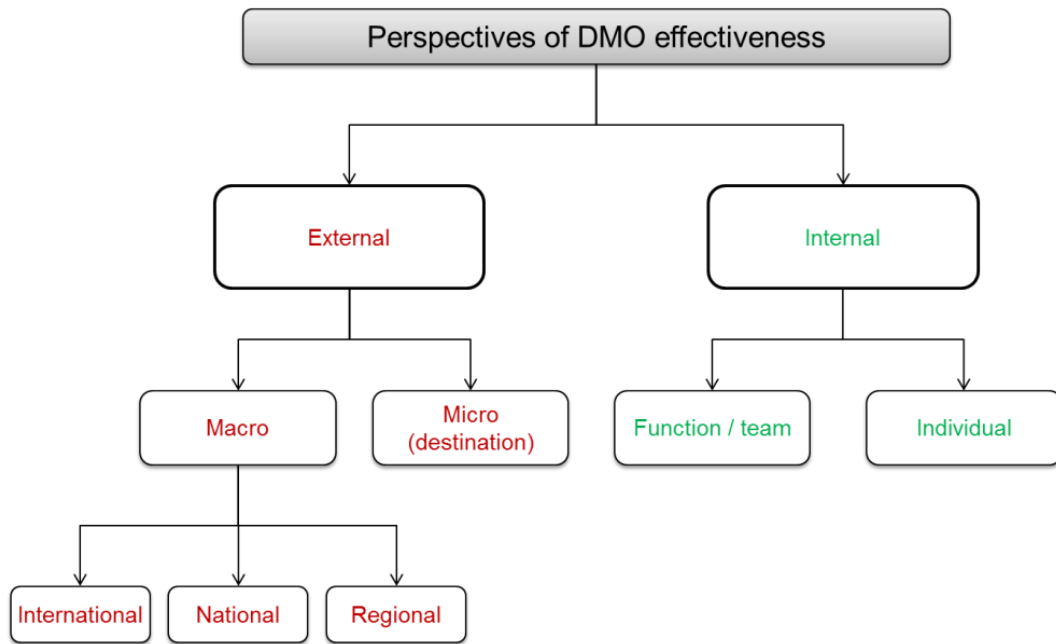 Perspectives of DMO effectiveness
External
Internal
Macro
Micro
(destination)
Function / team
Individual
International
National
Regional